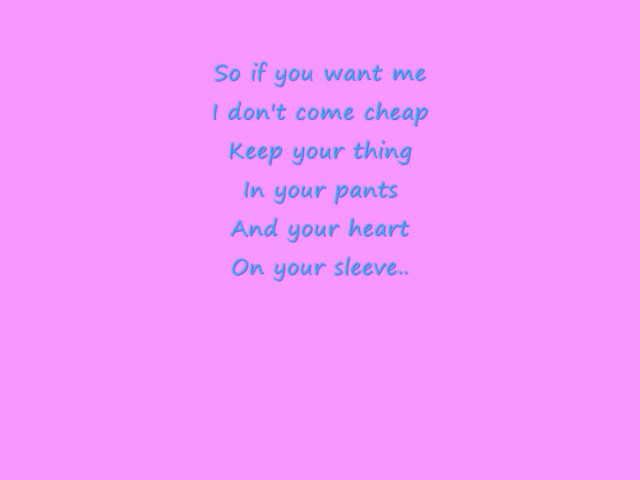 So if you want me
I don't come cheap
Keep your thing
In your pants
And your heart
On your sleeve..